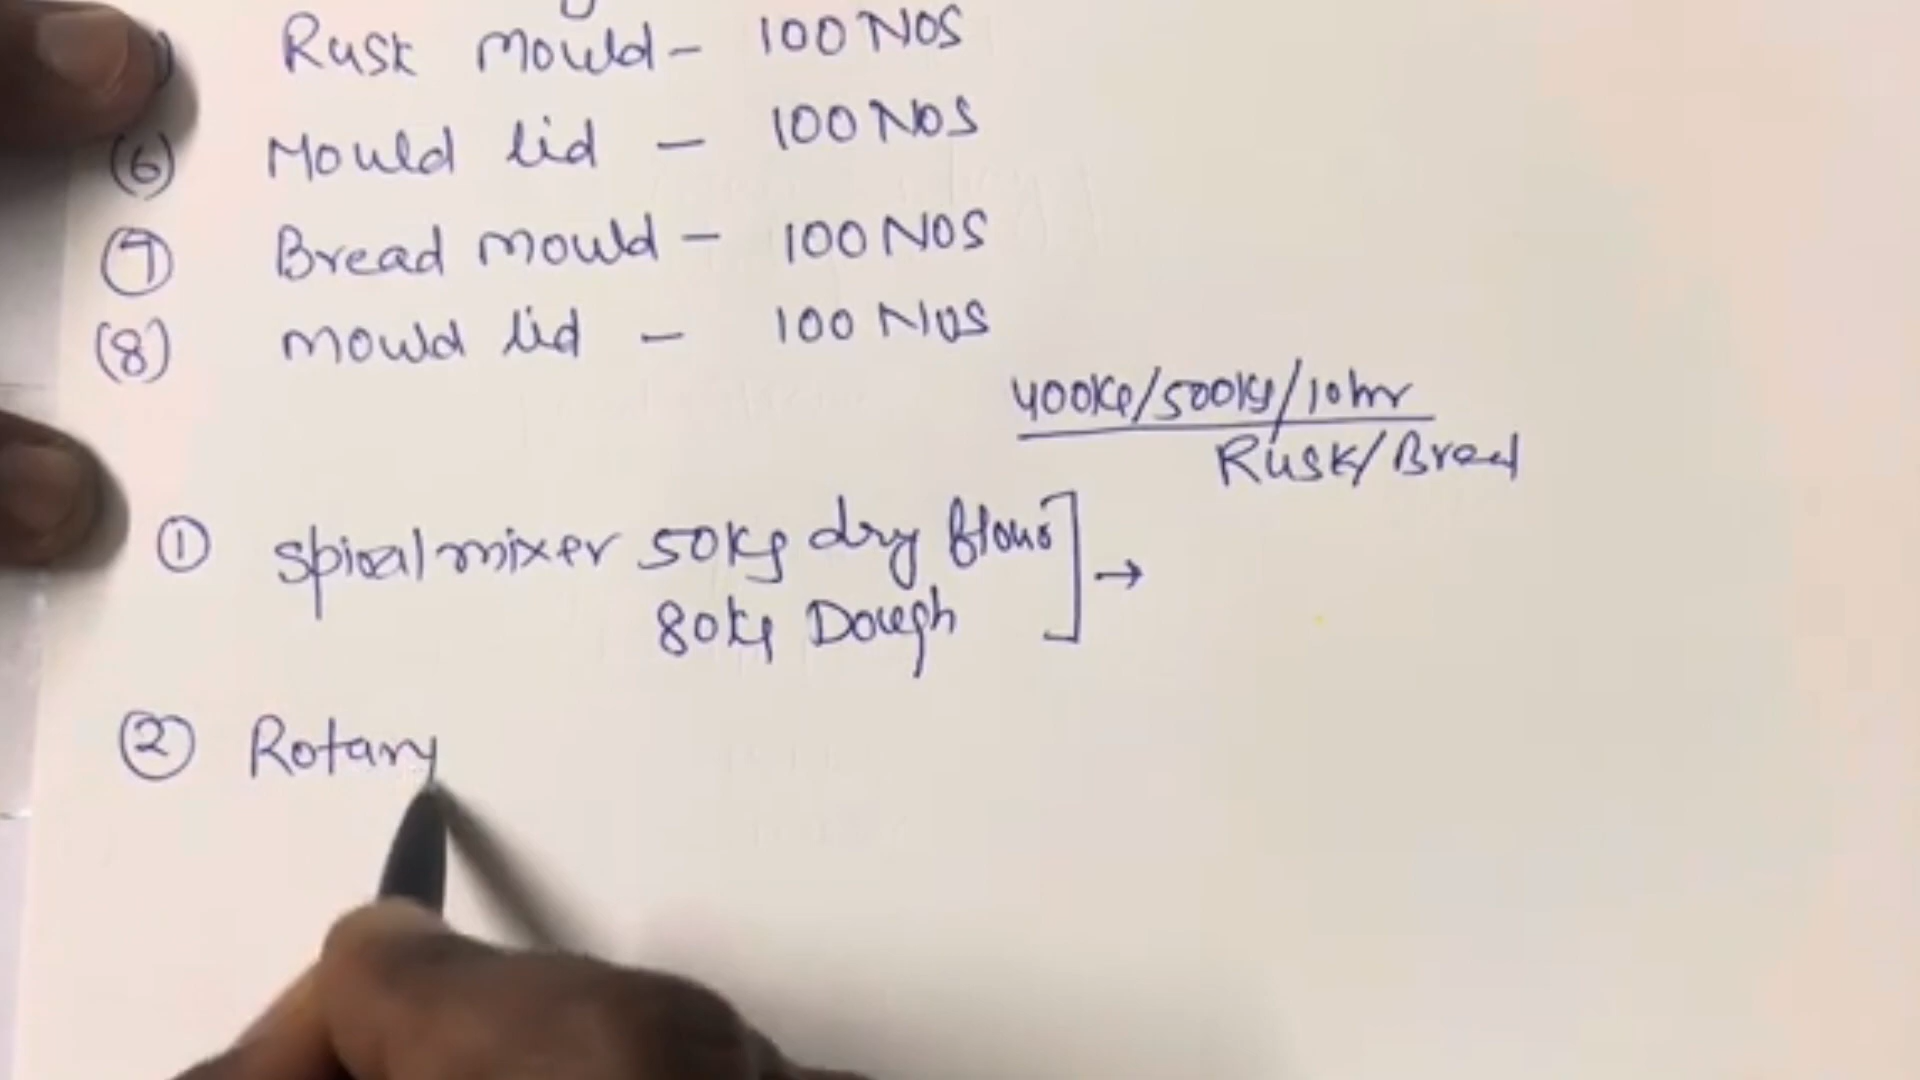 Rusk Mould - 100 NOS
(6) Mould lid - 100 NOS
(7) Bread mould - 100 NOS
(8) mould lid - 100 NOS
400Kg/500Kg/10hr
Rusk/Bread
(1) Spiral mixer 50Kg dry flour →
80Kg Dough
(2) Rotary